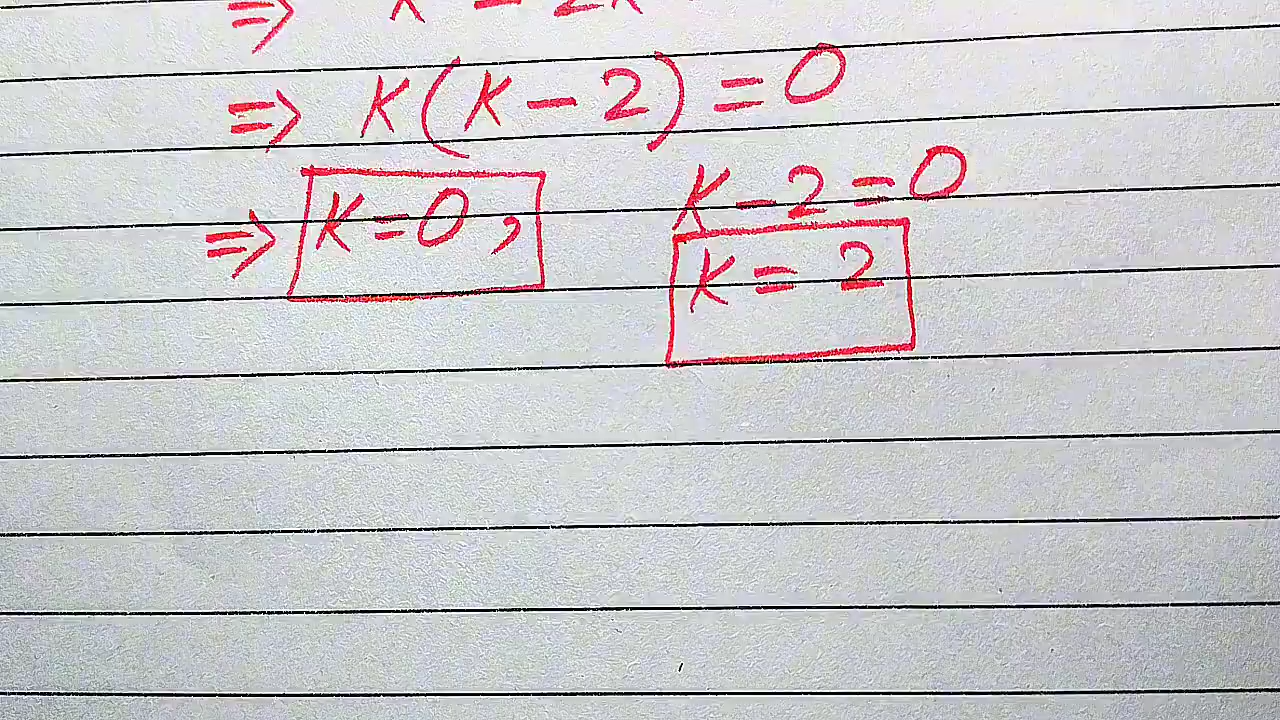 ⇒ K(K-2)=0
⇒ K=0, K-2=0
K=2